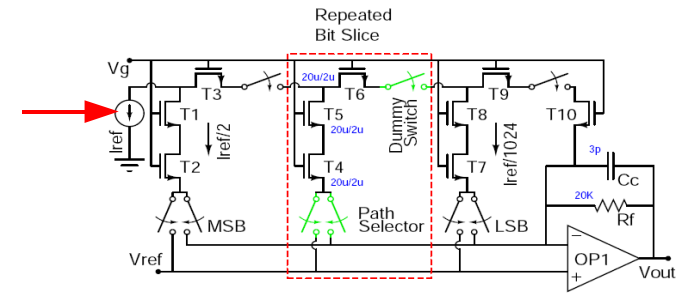 Repeated
Bit Slice
Vg
T3
20u/2u
T6
T9
T1
Iref
Iref/2
T5
20u/2u
Dummy
Switch
T8
Iref/1024
T10
T2
T4
20u/2u
T7
3p
Cc
MSB
Path
Selector
LSB
20K
Rf
Vref
−
+
OP1
Vout